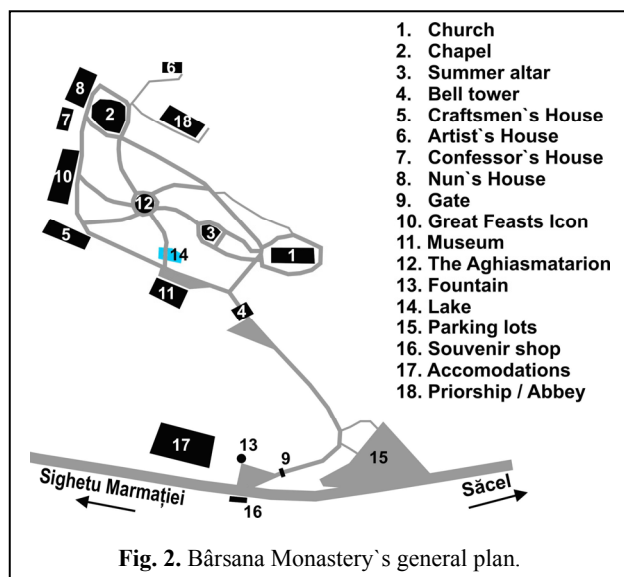 1. Church
2. Chapel
3. Summer altar
4. Bell tower
5. Craftsmen`s House
6. Artist`s House
7. Confessor`s House
8. Nun`s House
9. Gate
10. Great Feasts Icon
11. Museum
12. The Aghiasmatarion
13. Fountain
14. Lake
15. Parking lots
16. Souvenir shop
17. Accomodations
18. Priorship / Abbey
6
8
2
18
7
10
12
3
5
14
1
11
4
17
13
9
15
Sighetu Marmației
Săcel
16
Fig. 2. Bârsana Monastery`s general plan.